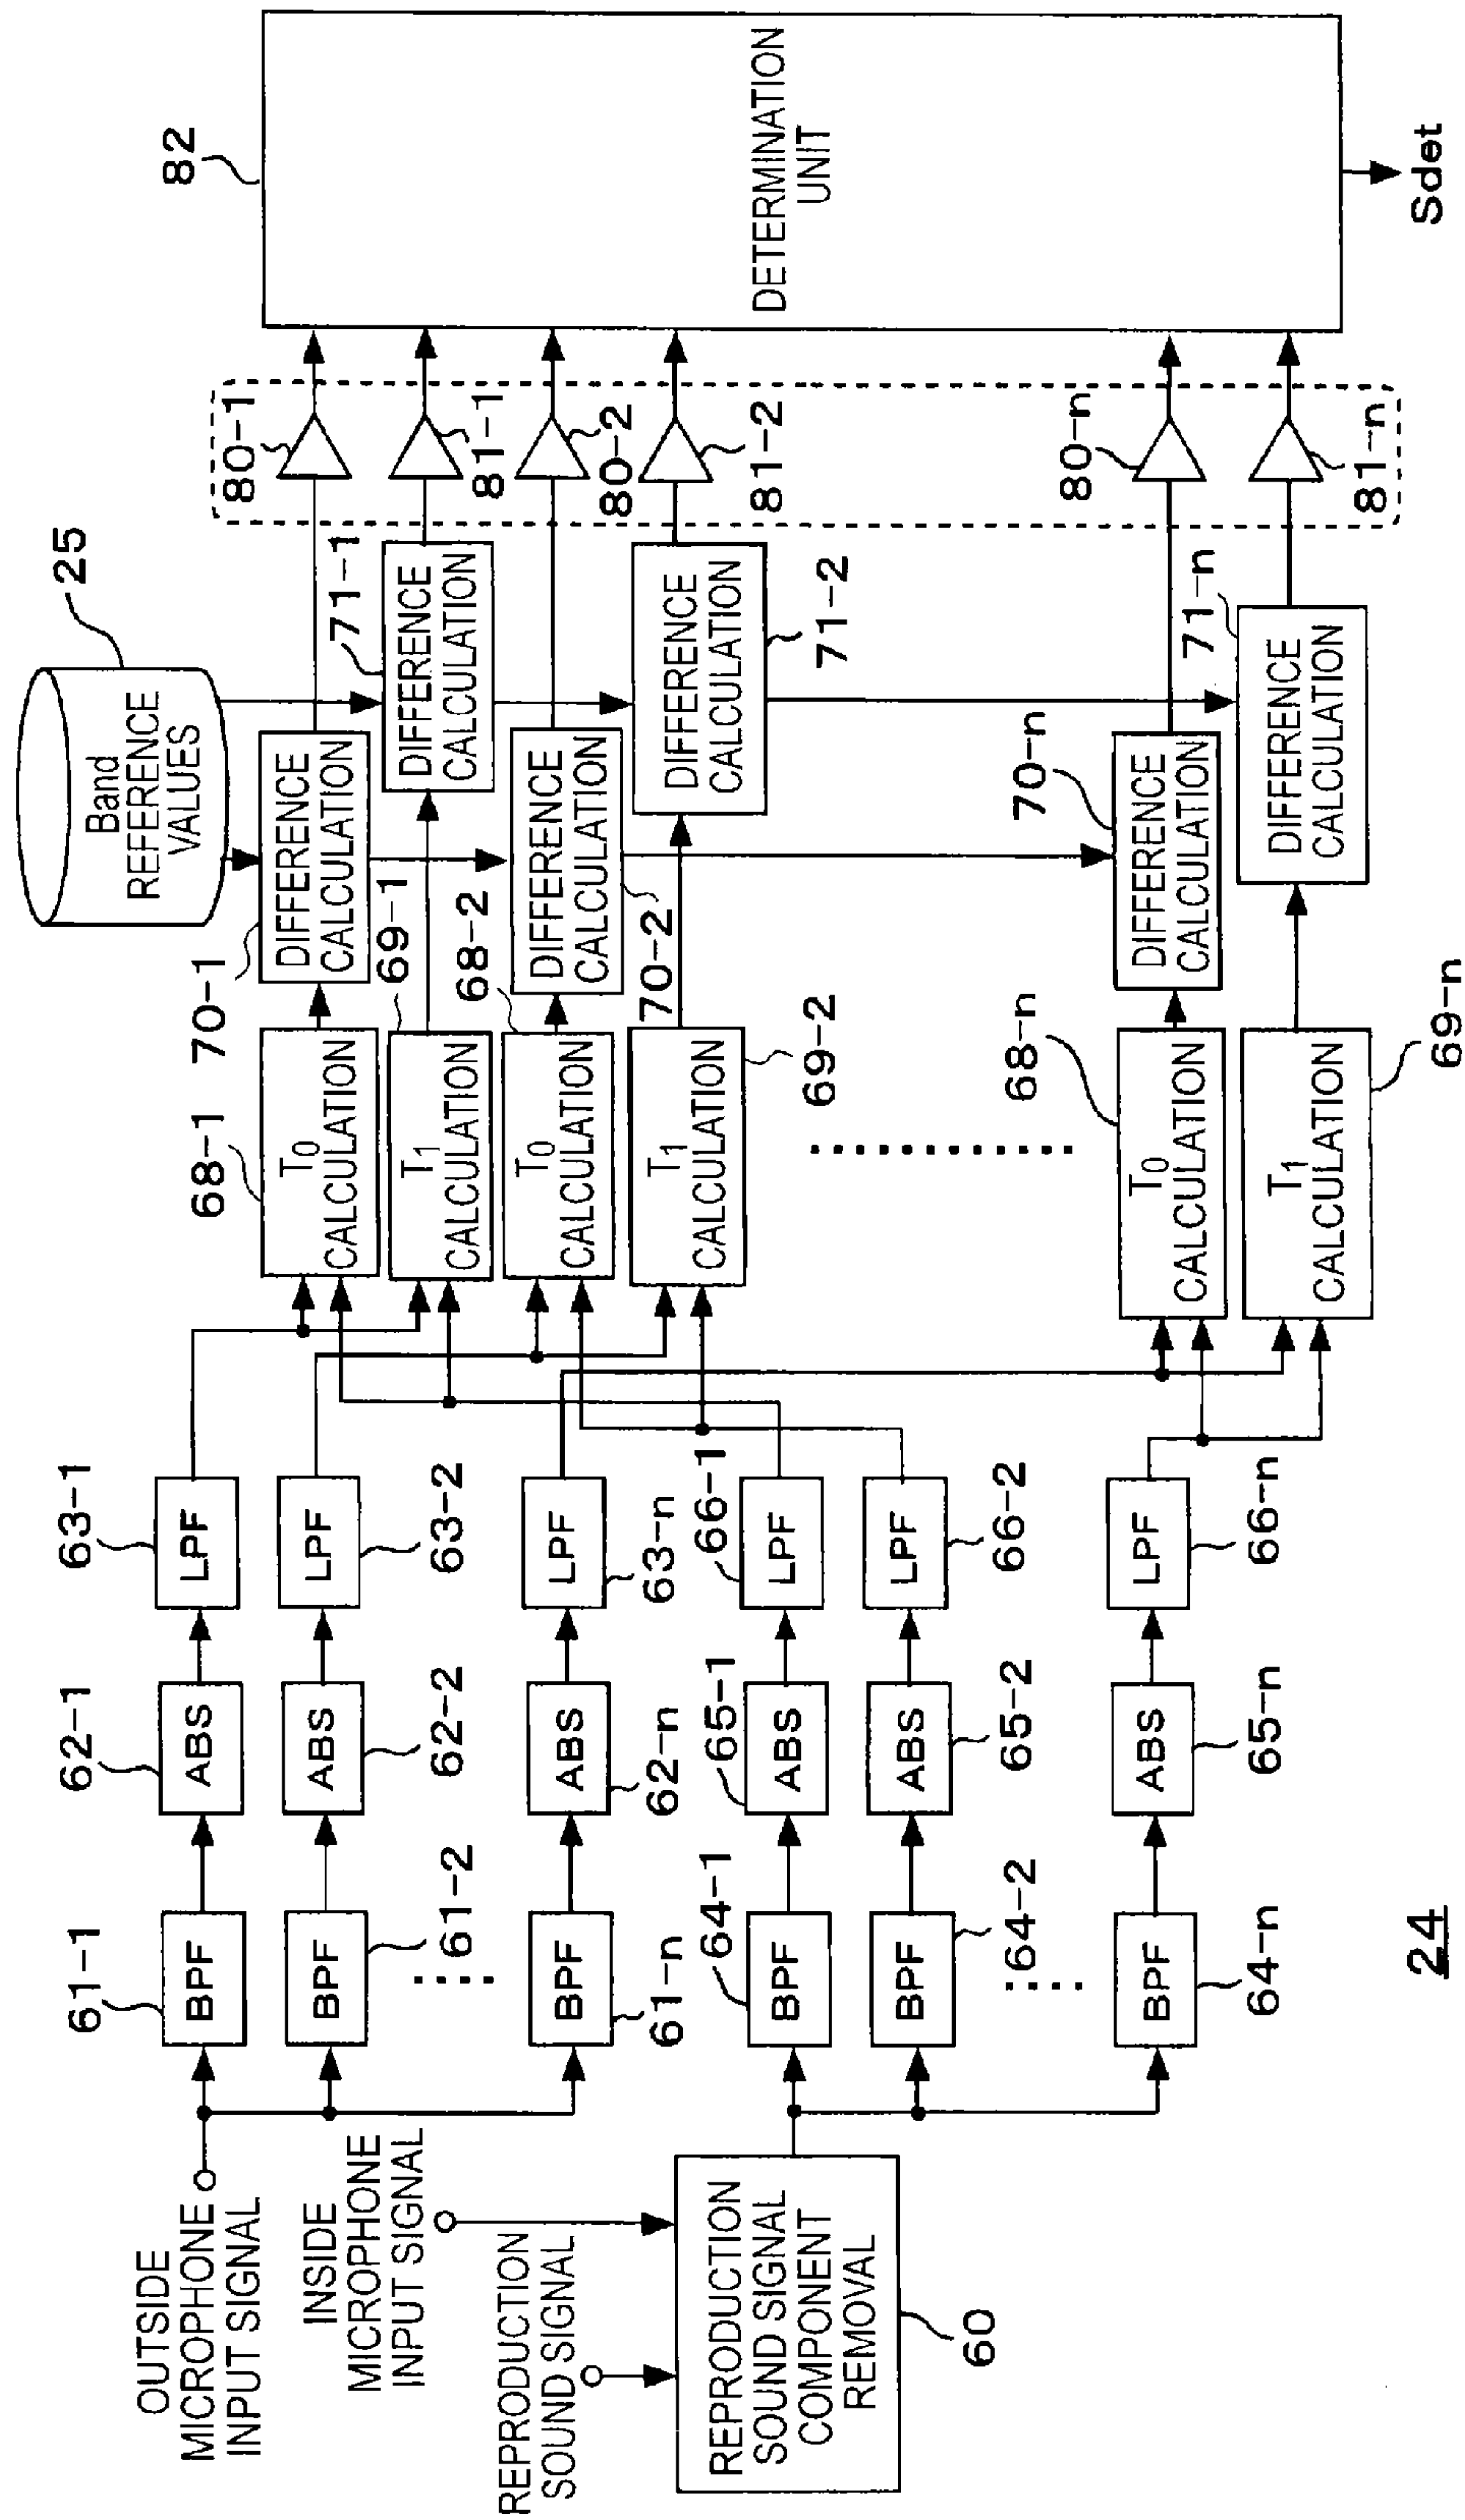 OUTSIDE
MICROPHONE
INPUT SIGNAL
INSIDE
MICROPHONE
INPUT SIGNAL
REPRODUCTION
SOUND SIGNAL
REPRODUCTION
SOUND SIGNAL
COMPONENT
REMOVAL
60
61-1
BPF
62-1
ABS
63-1
LPF
BPF
61-2
ABS
62-2
LPF
63-2
BPF
61-n
ABS
62-n
LPF
63-n
64-1
BPF
65-1
ABS
66-1
LPF
BPF
64-2
ABS
65-2
LPF
66-2
BPF
64-n
ABS
65-n
LPF
66-n
68-1
T0
CALCULATION
69-1
T1
CALCULATION
68-2
T0
CALCULATION
T1
CALCULATION
69-2
68-n
T0
CALCULATION
T1
CALCULATION
69-n
Band
REFERENCE
VALUES
25
70-1
DIFFERENCE
CALCULATION
71-1
DIFFERENCE
CALCULATION
DIFFERENCE
CALCULATION
70-2
DIFFERENCE
CALCULATION
71-2
70-n
DIFFERENCE
CALCULATION
71-n
DIFFERENCE
CALCULATION
80-1
81-1
80-2
81-2
80-n
81-n
82
DETERMINATION
UNIT
Sdet
24